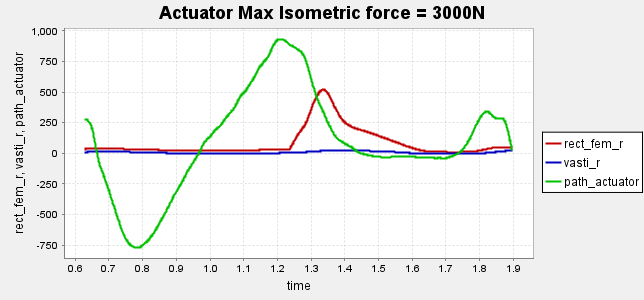 Actuator Max Isometric force = 3000N
rect_fem_r, vasti_r, path_actuator
1,000
750
500
250
0
-250
-500
-750
0.6 0.7 0.8 0.9 1.0 1.1 1.2 1.3 1.4 1.5 1.6 1.7 1.8 1.9
time
rect_fem_r
vasti_r
path_actuator